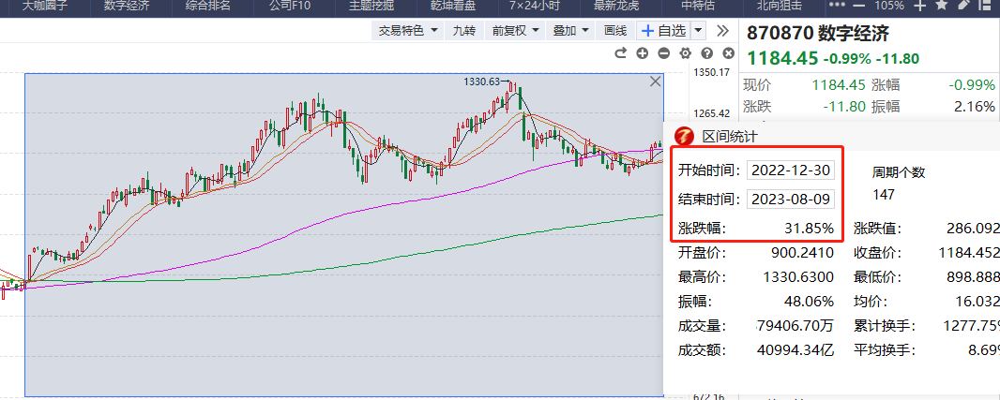 大咖圈子 数字经济 综合排名 公司F10 主题挖掘 乾坤看盘 7×24小时 最新龙虎 中特估 北向狙击 105%
交易特色 九转 前复权 叠加 画线 自选
870870 数字经济
1184.45 -0.99% -11.80
现价 1184.45 涨幅 -0.99%
涨跌 -11.80 振幅 2.16%
1350.17
1330.63
1265.42
区间统计
开始时间: 2022-12-30 周期个数
结束时间: 2023-08-09 147
涨跌幅: 31.85% 涨跌值: 286.092
开盘价: 900.2410 收盘价: 1184.452
最高价: 1330.6300 最低价: 898.888
振幅: 48.06% 均价: 16.032
成交量: 79406.70万 累计换手: 1277.75%
成交额: 40994.34亿 平均换手: 8.69%
672.16